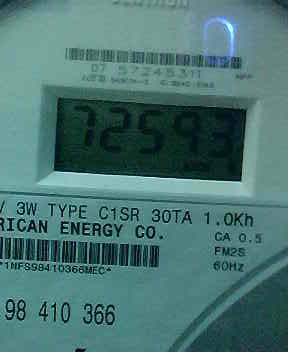 07 57245311
72593
V 3W TYPE C1SR 30TA 1.0Kh
RICAN ENERGY CO.
CA 0.5
FM2S
60Hz
*1NFS98410366MEC*
98 410 366